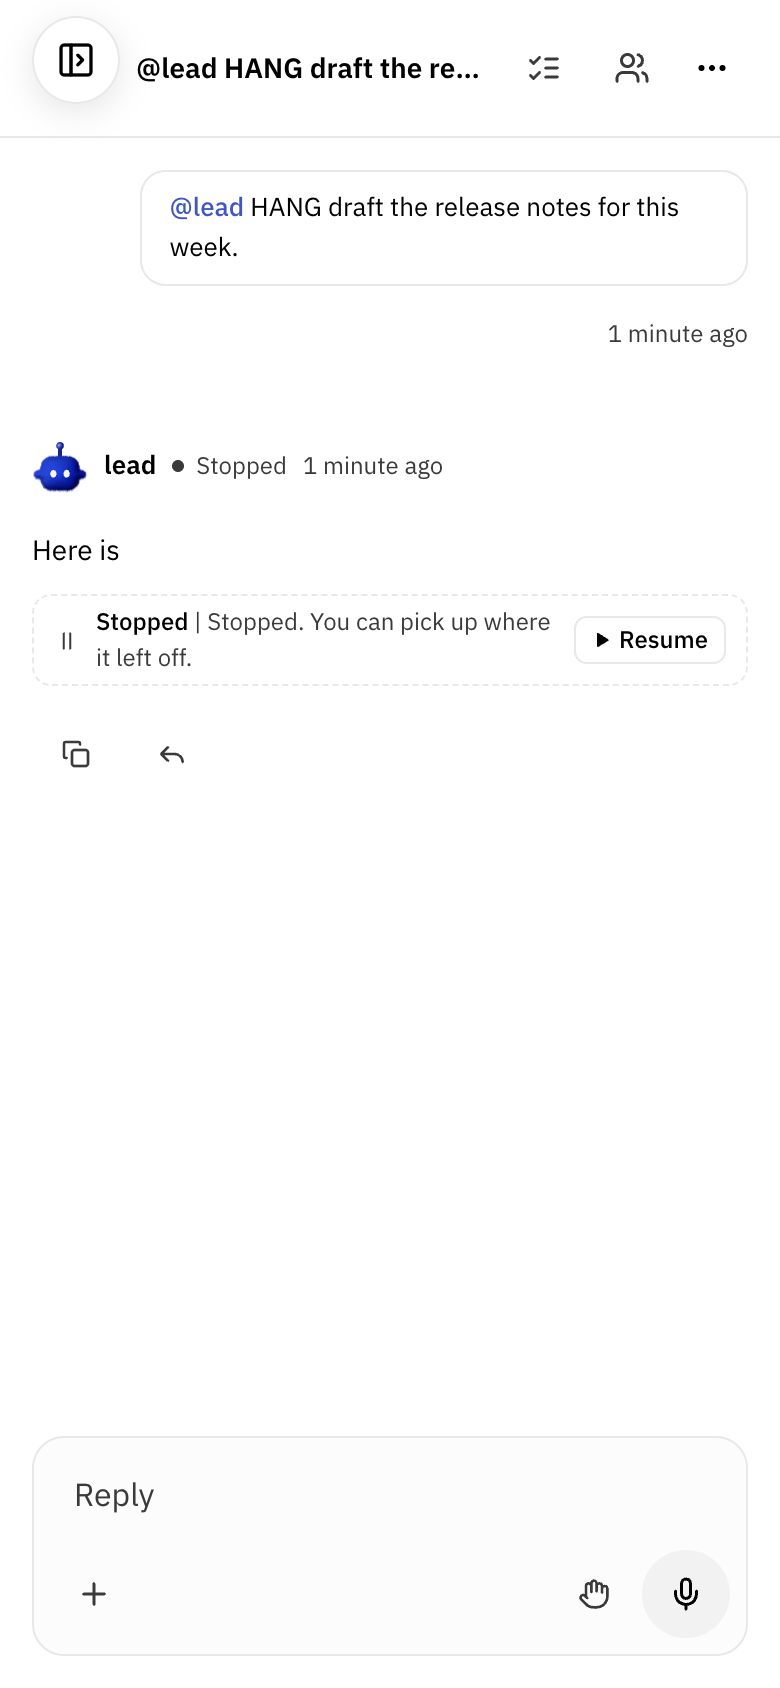 @lead HANG draft the re...
@lead HANG draft the release notes for this
week.
1 minute ago
lead ● Stopped 1 minute ago
Here is
Stopped | Stopped. You can pick up where
it left off.
Resume
Reply